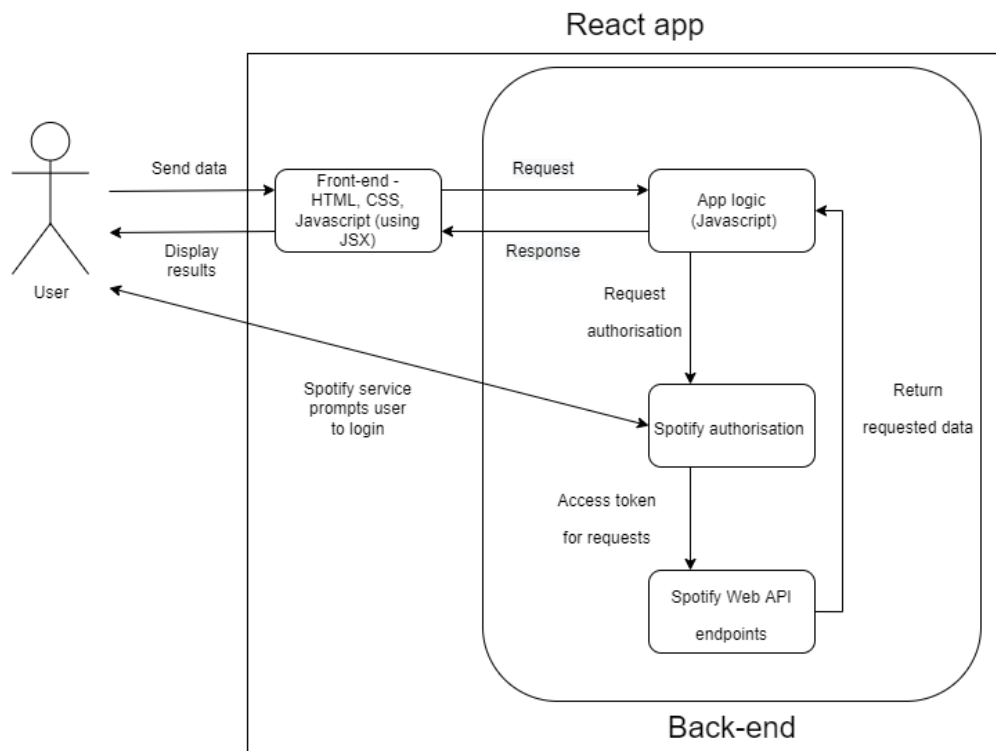 React app
Send data
Front-end -
HTML, CSS,
Javascript (using
JSX)
Request
App logic
(Javascript)
Display
results
Response
User
Request
authorisation
Spotify service
prompts user
to login
Spotify authorisation
Return
requested data
Access token
for requests
Spotify Web API
endpoints
Back-end